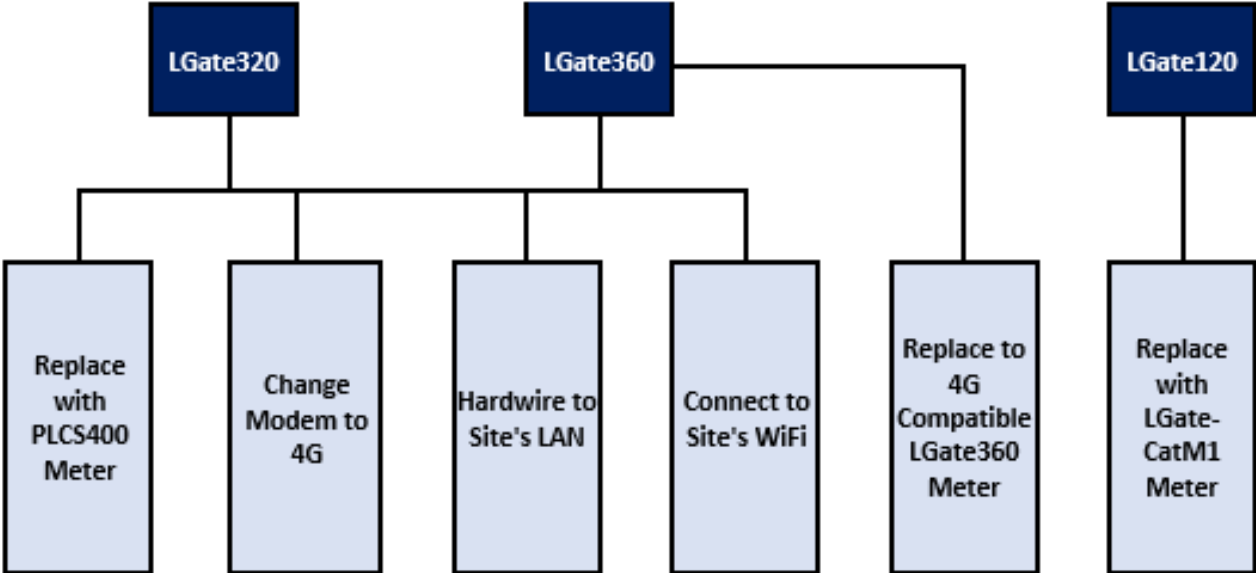 LGate320
LGate360
LGate120
Replace
with
PLCS400
Meter
Change
Modem to
4G
Hardwire to
Site's LAN
Connect to
Site's WiFi
Replace to
4G
Compatible
LGate360
Meter
Replace
with
LGate-
CatM1
Meter